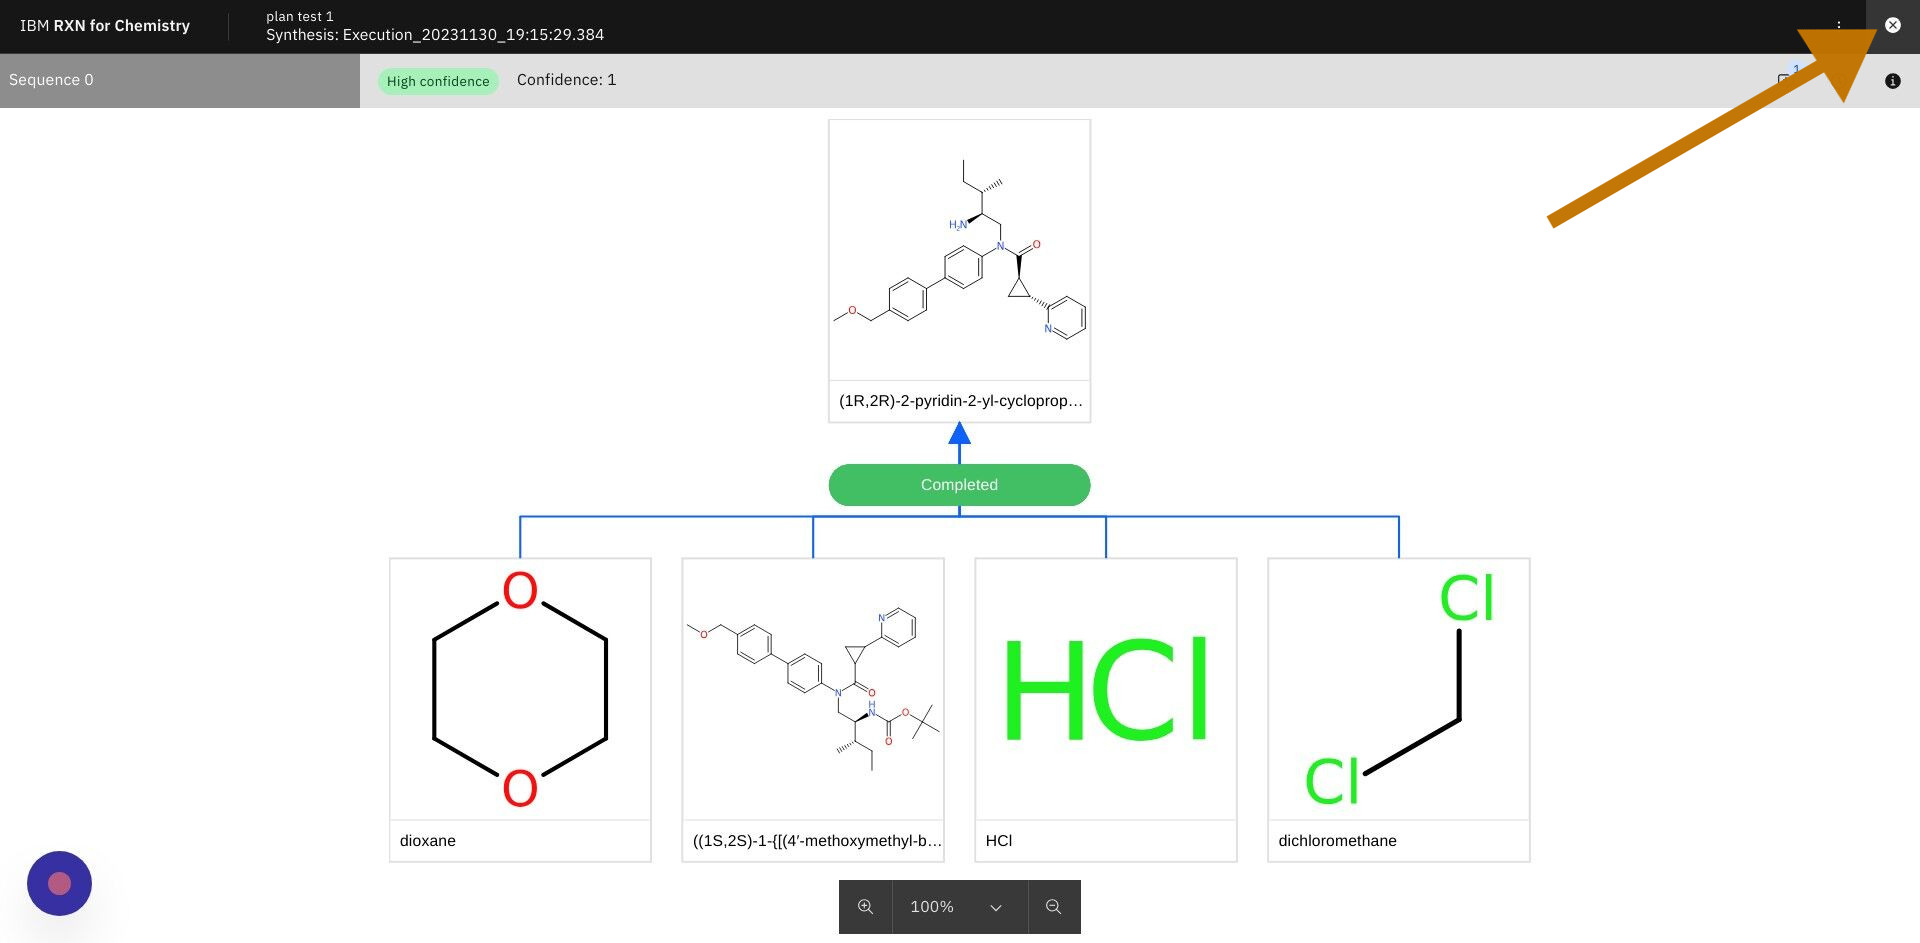 IBM RXN for Chemistry
plan test 1
Synthesis: Execution_20231130_19:15:29.384
Sequence 0
High confidence
Confidence: 1
1
H₂N
N
O
O
N
(1R,2R)-2-pyridin-2-yl-cycloprop...
Completed
O
O
dioxane
N
O
N
O
H
N
O
O
((1S,2S)-1-{[(4′-methoxymethyl-b...
HCl
HCl
Cl
Cl
dichloromethane
100%